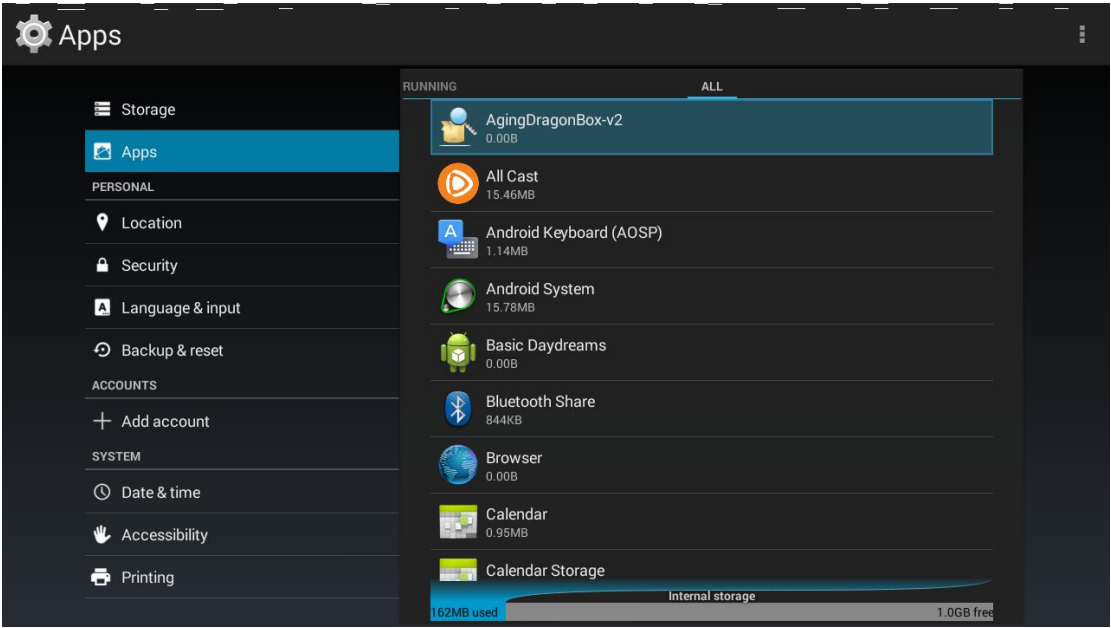 Apps
Storage
Apps
PERSONAL
Location
Security
A
Language & input
Backup & reset
ACCOUNTS
Add account
SYSTEM
Date & time
Accessibility
Printing
RUNNING
ALL
AgingDragonBox-v2
0.00B
All Cast
15.46MB
A
Android Keyboard (AOSP)
1.14MB
Android System
15.78MB
Basic Daydreams
0.00B
Bluetooth Share
844KB
Browser
0.00B
Calendar
0.95MB
Calendar Storage
Internal storage
162MB used
1.0GB free